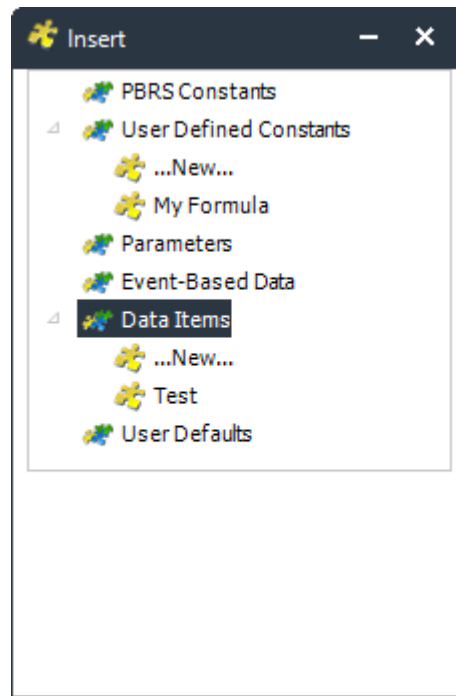 Insert
PBRS Constants
User Defined Constants
...New...
My Formula
Parameters
Event-Based Data
Data Items
...New...
Test
User Defaults